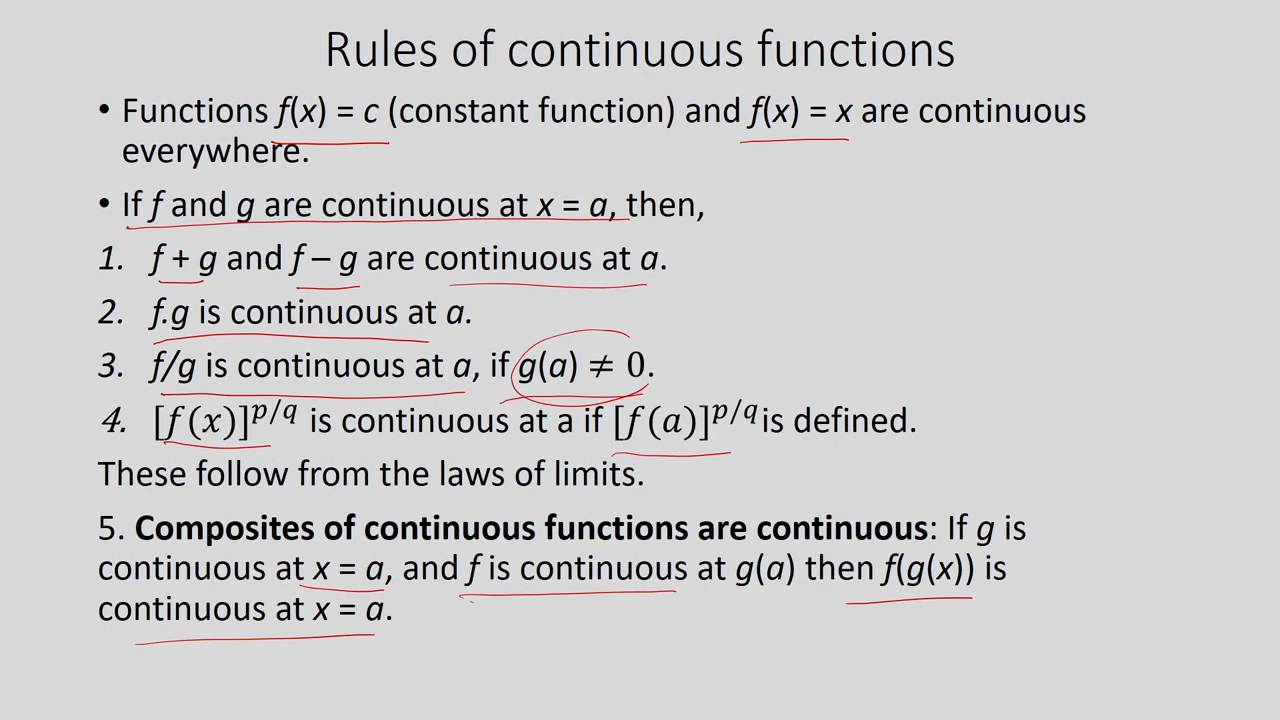 Rules of continuous functions
• Functions f(x) = c (constant function) and f(x) = x are continuous
everywhere.
• If f and g are continuous at x = a, then,
1. f + g and f – g are continuous at a.
2. f.g is continuous at a.
3. f/g is continuous at a, if g(a) ≠ 0.
4. [f(x)]^{p/q} is continuous at a if [f(a)]^{p/q} is defined.
These follow from the laws of limits.
5. Composites of continuous functions are continuous: If g is
continuous at x = a, and f is continuous at g(a) then f(g(x)) is
continuous at x = a.